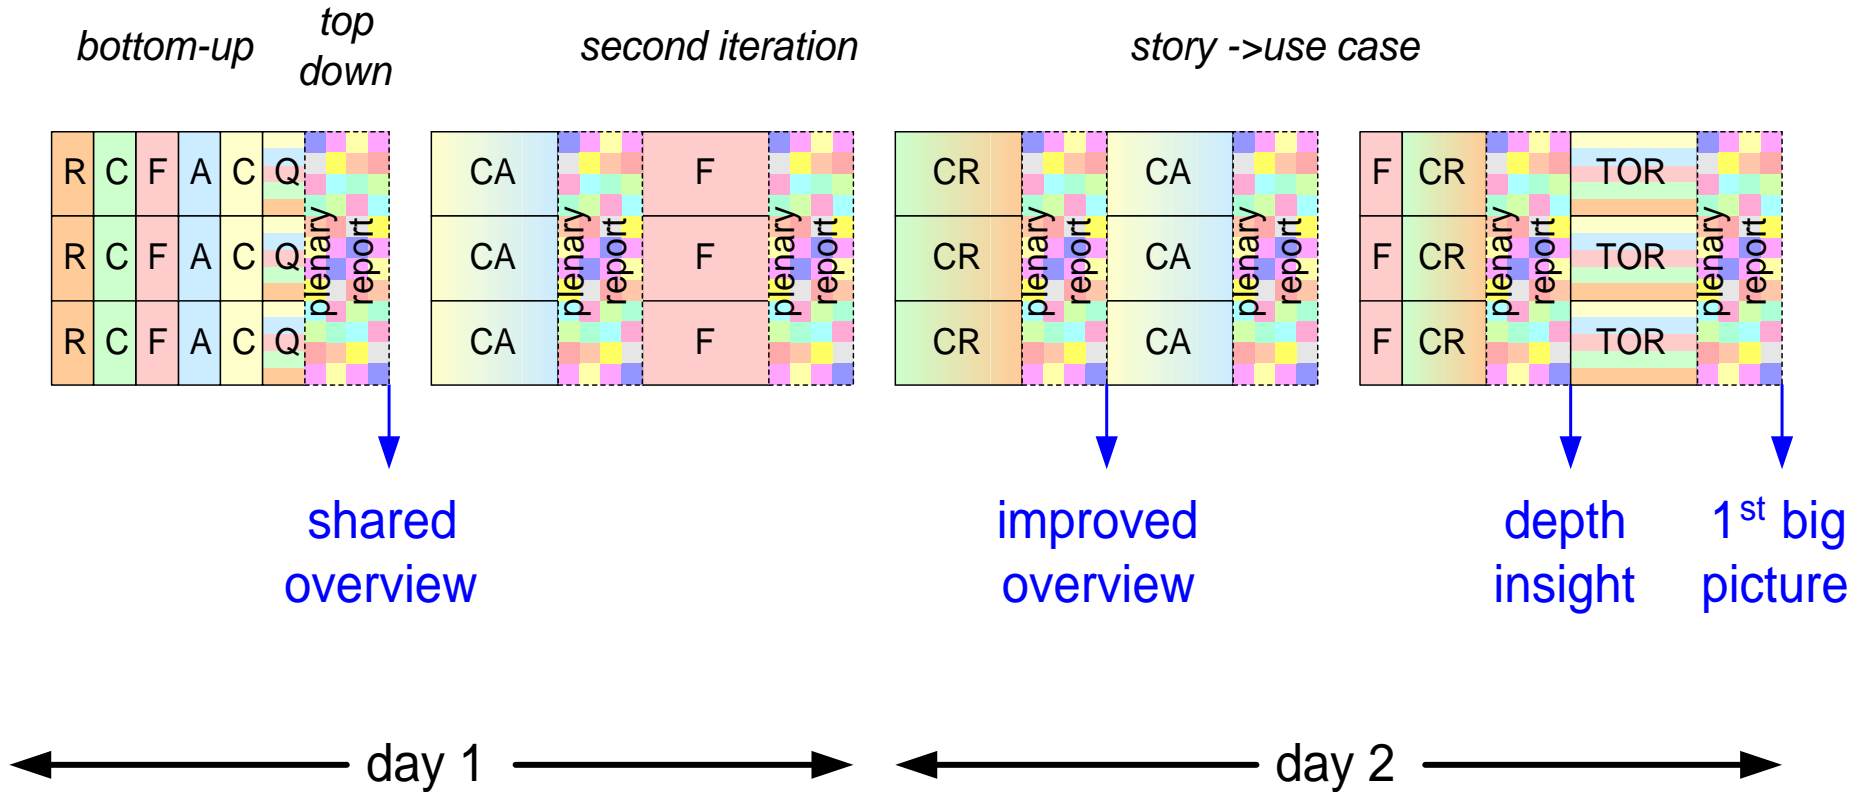 bottom-up
top
down
second iteration
story ->use case
R C F A C Q
R C F A C Q
R C F A C Q
plenary
report
CA
CA
CA
plenary
report
F
F
F
plenary
report
CR
CR
CR
plenary
report
CA
CA
CA
plenary
report
F CR
F CR
F CR
plenary
report
TOR
TOR
TOR
plenary
report
shared
overview
improved
overview
depth
insight
1st big
picture
day 1
day 2